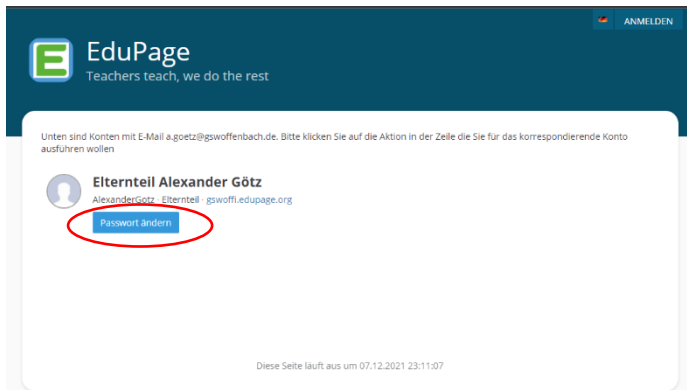 ANMELDEN
EduPage
Teachers teach, we do the rest
Unten sind Konten mit E-Mail a.goetz@gswoffenbach.de. Bitte klicken Sie auf die Aktion in der Zeile die Sie für das korrespondierende Konto
ausführen wollen
Elternteil Alexander Götz
AlexanderGotz · Elternteil · gswoffi.edupage.org
Passwort ändern
Diese Seite läuft aus um 07.12.2021 23:11:07